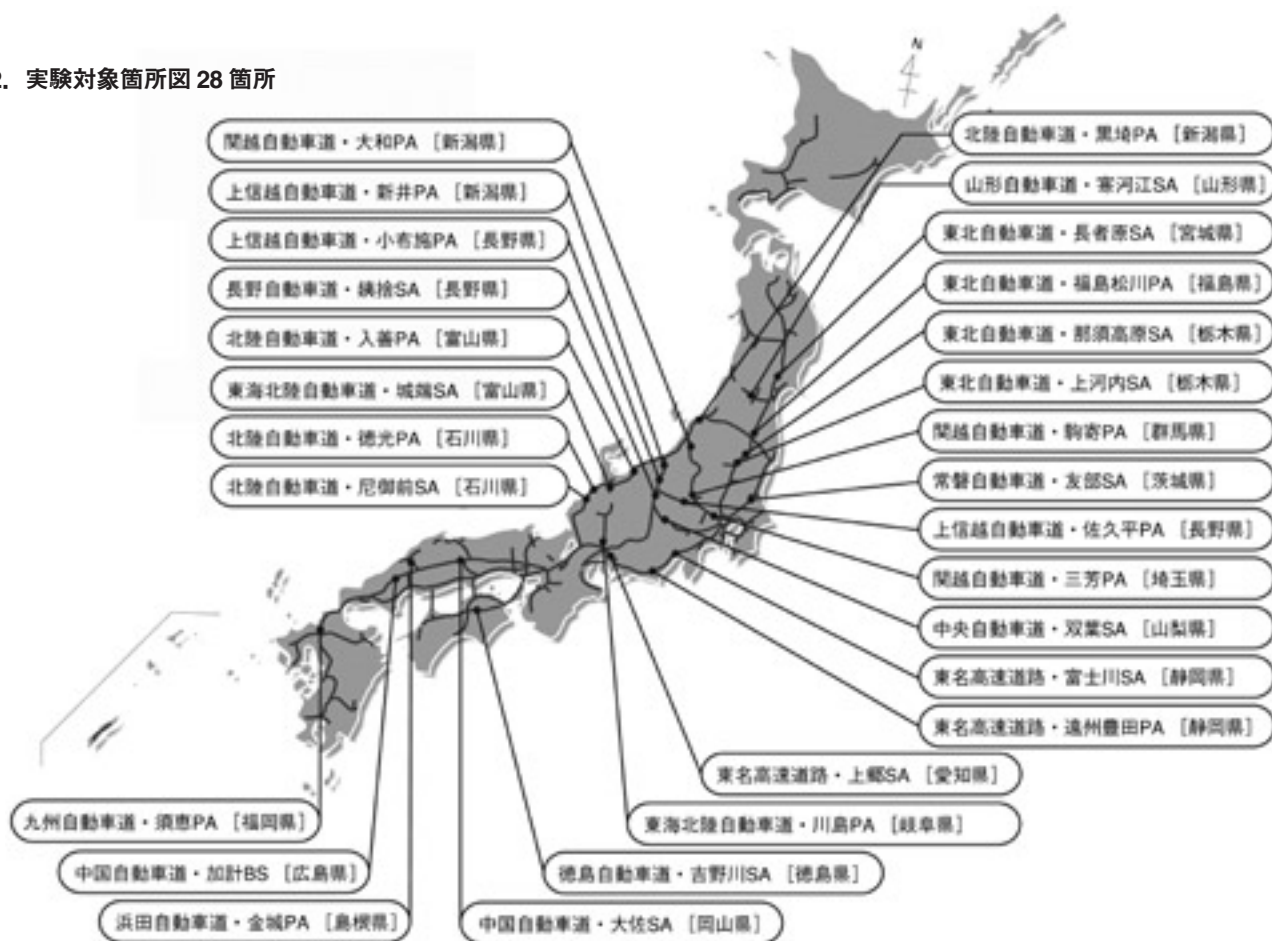 2. 実験対象箇所図 28 箇所
N
関越自動車道・大和PA [新潟県]
上信越自動車道・新井PA [新潟県]
上信越自動車道・小布施PA [長野県]
長野自動車道・姨捨SA [長野県]
北陸自動車道・入善PA [富山県]
東海北陸自動車道・城端SA [富山県]
北陸自動車道・徳光PA [石川県]
北陸自動車道・尼御前SA [石川県]
北陸自動車道・黒埼PA [新潟県]
山形自動車道・寒河江SA [山形県]
東北自動車道・長者原SA [宮城県]
東北自動車道・福島松川PA [福島県]
東北自動車道・那須高原SA [栃木県]
東北自動車道・上河内SA [栃木県]
関越自動車道・駒寄PA [群馬県]
常磐自動車道・友部SA [茨城県]
上信越自動車道・佐久平PA [長野県]
関越自動車道・三芳PA [埼玉県]
中央自動車道・双葉SA [山梨県]
東名高速道路・富士川SA [静岡県]
東名高速道路・遠州豊田PA [静岡県]
東名高速道路・上郷SA [愛知県]
東海北陸自動車道・川島PA [岐阜県]
九州自動車道・須恵PA [福岡県]
中国自動車道・加計BS [広島県]
徳島自動車道・吉野川SA [徳島県]
浜田自動車道・金城PA [島根県]
中国自動車道・大佐SA [岡山県]